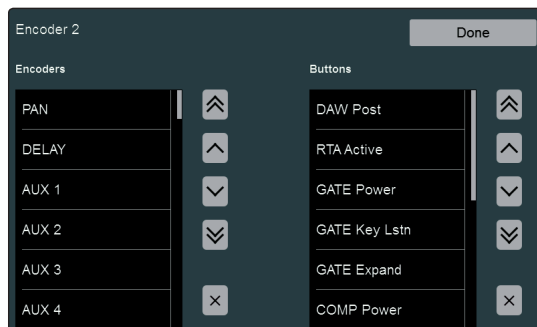 Encoder 2
Done
Encoders
Buttons
PAN
DAW Post
DELAY
RTA Active
AUX 1
GATE Power
AUX 2
GATE Key Lstn
AUX 3
GATE Expand
AUX 4
COMP Power